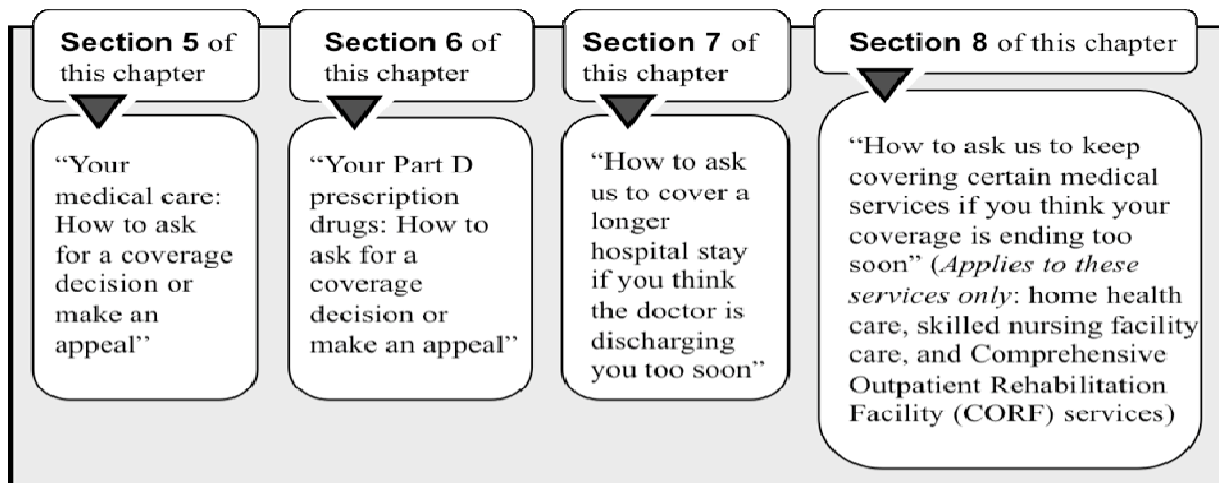 Section 5 of
this chapter
“Your
medical care:
How to ask
for a coverage
decision or
make an
appeal”
Section 6 of
this chapter
“Your Part D
prescription
drugs: How to
ask for a
coverage
decision or
make an appeal”
Section 7 of
this chapter
“How to ask
us to cover a
longer
hospital stay
if you think
the doctor is
discharging
you too soon”
Section 8 of this chapter
“How to ask us to keep
covering certain medical
services if you think your
coverage is ending too
soon” (Applies to these
services only: home health
care, skilled nursing facility
care, and Comprehensive
Outpatient Rehabilitation
Facility (CORF) services)